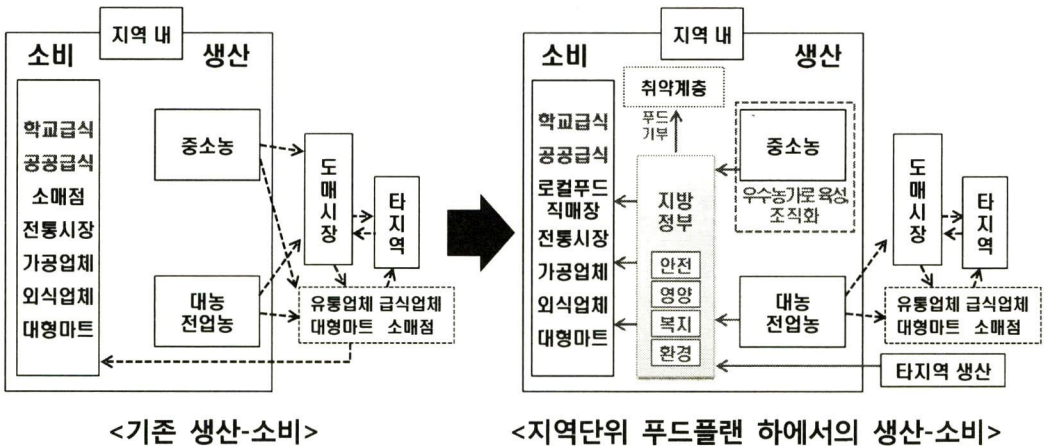 지역 내
소비
생산
학교급식
공공급식
소매점
전통시장
가공업체
외식업체
대형마트
중소농
대농
전업농
도매시장
타지역
유통업체 급식업체
대형마트 소매점
<기존 생산-소비>
지역 내
소비
생산
학교급식
공공급식
로컬푸드
직매장
전통시장
가공업체
외식업체
대형마트
취약계층
푸드
기부
지방
정부
안전
영양
복지
환경
중소농
우수농가로 육성,
조직화
대농
전업농
도매시장
타지역
유통업체 급식업체
대형마트 소매점
타지역 생산
<지역단위 푸드플랜 하에서의 생산-소비>